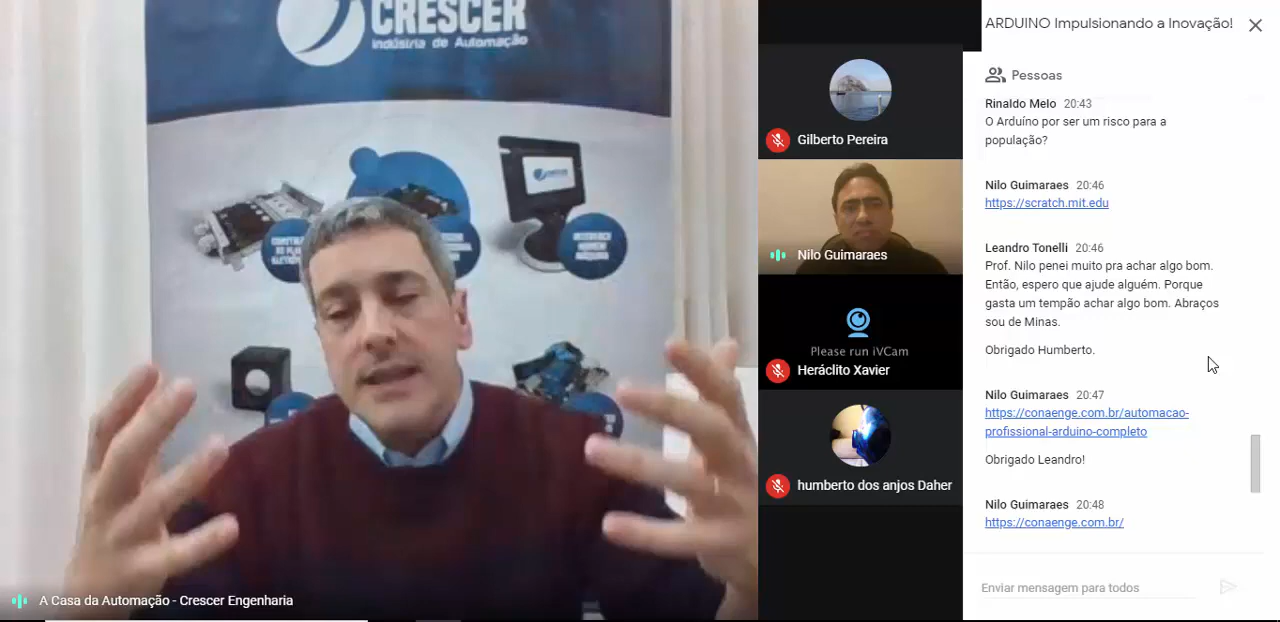 CRESCER
Indústria de Automação
INTERFACE
HOMEM
MÁQUINA
A Casa da Automação - Crescer Engenharia
Gilberto Pereira
Nilo Guimaraes
Please run iVCam
Heráclito Xavier
humberto dos anjos Daher
ARDUINO Impulsionando a Inovação!
Pessoas
Rinaldo Melo 20:43
O Arduíno por ser um risco para a
população?
Nilo Guimaraes 20:46
https://scratch.mit.edu
Leandro Tonelli 20:46
Prof. Nilo penei muito pra achar algo bom.
Então, espero que ajude alguém. Porque
gasta um tempão achar algo bom. Abraços
sou de Minas.
Obrigado Humberto.
Nilo Guimaraes 20:47
https://conaenge.com.br/automacao-
profissional-arduino-completo
Obrigado Leandro!
Nilo Guimaraes 20:48
https://conaenge.com.br/
Enviar mensagem para todos